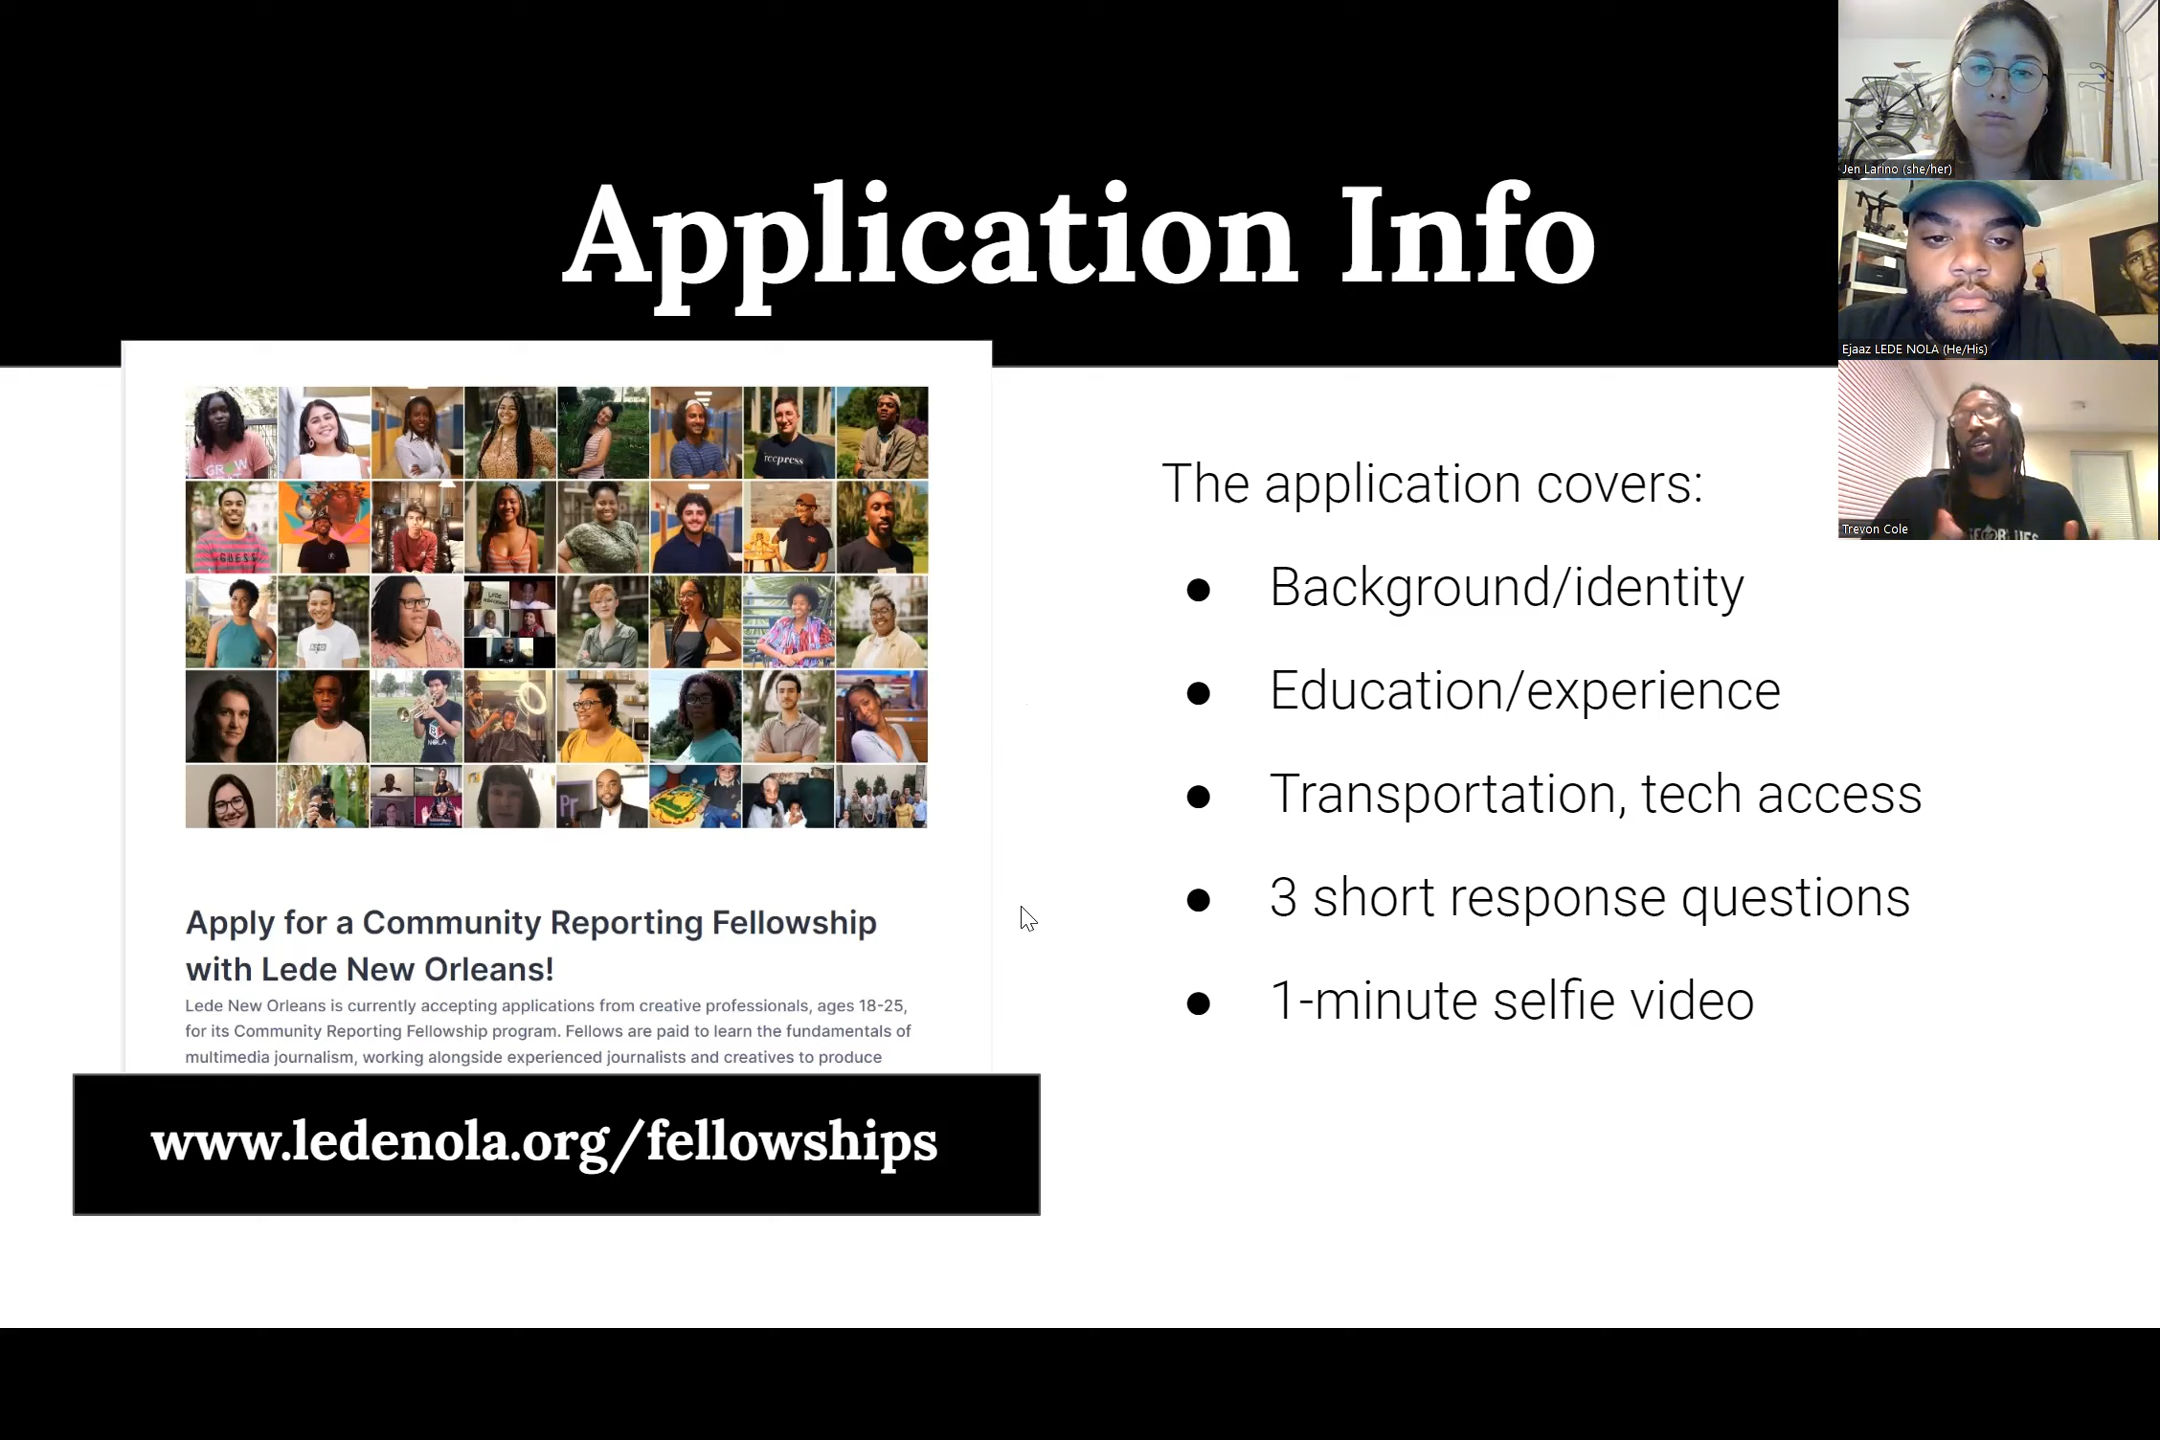 Application Info
Jen Larino (she/her)
Ejaaz LEDE NOLA (He/His)
Trevon Cole
GROW
GUESS
NOLA
Pr
Apply for a Community Reporting Fellowship
with Lede New Orleans!
Lede New Orleans is currently accepting applications from creative professionals, ages 18-25,
for its Community Reporting Fellowship program. Fellows are paid to learn the fundamentals of
multimedia journalism, working alongside experienced journalists and creatives to produce
www.ledenola.org/fellowships
The application covers:
● Background/identity
● Education/experience
● Transportation, tech access
● 3 short response questions
● 1-minute selfie video